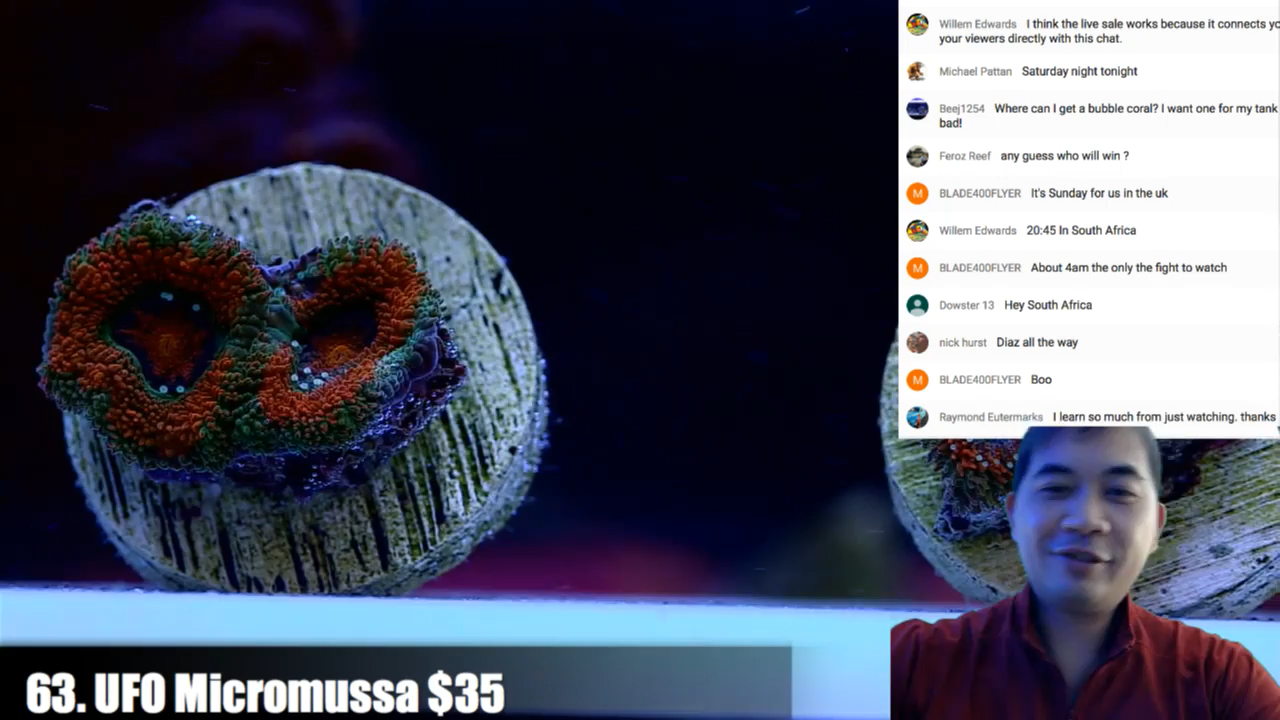 Willem Edwards I think the live sale works because it connects
your viewers directly with this chat.
Michael Pattan Saturday night tonight
Beej1254 Where can I get a bubble coral? I want one for my tank
bad!
Feroz Reef any guess who will win ?
M BLADE400FLYER It's Sunday for us in the uk
Willem Edwards 20:45 In South Africa
M BLADE400FLYER About 4am the only the fight to watch
Dowster 13 Hey South Africa
nick hurst Diaz all the way
M BLADE400FLYER Boo
Raymond Eutermarks I learn so much from just watching. thanks
63. UFO Micromussa $35